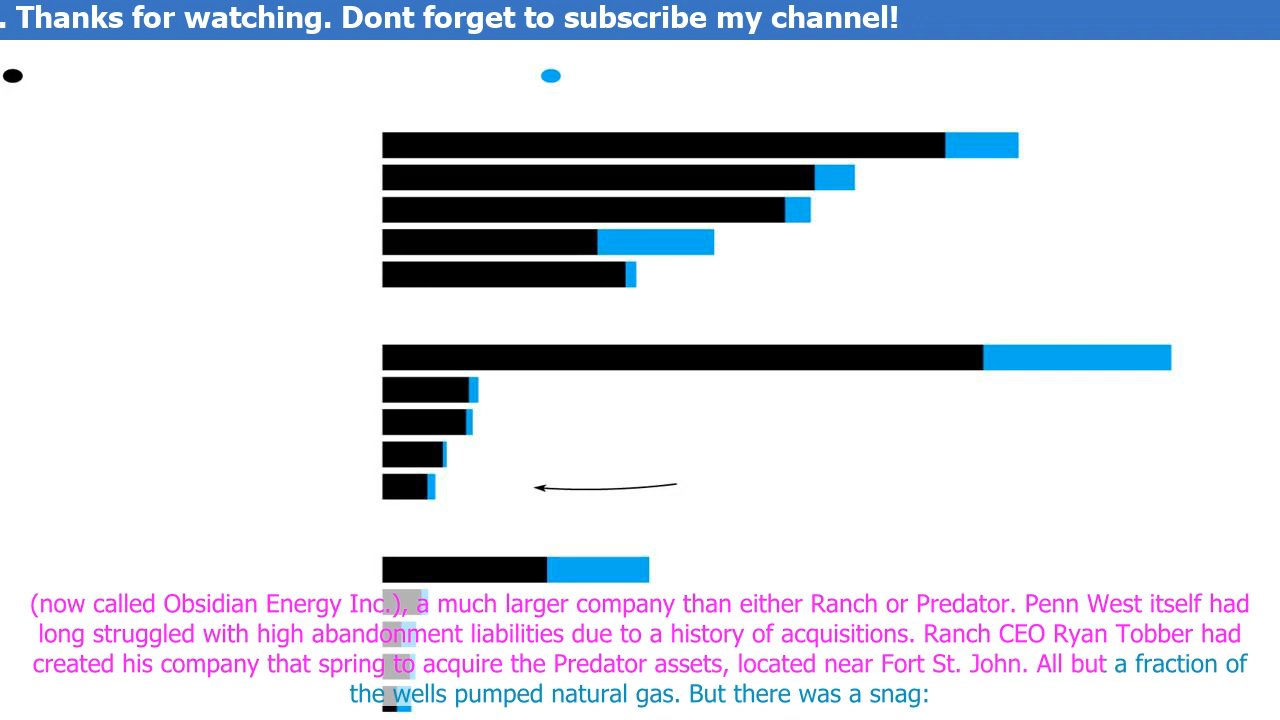 . Thanks for watching. Dont forget to subscribe my channel!
(now called Obsidian Energy Inc.), a much larger company than either Ranch or Predator. Penn West itself had
long struggled with high abandonment liabilities due to a history of acquisitions. Ranch CEO Ryan Tobber had
created his company that spring to acquire the Predator assets, located near Fort St. John. All but a fraction of
the wells pumped natural gas. But there was a snag: